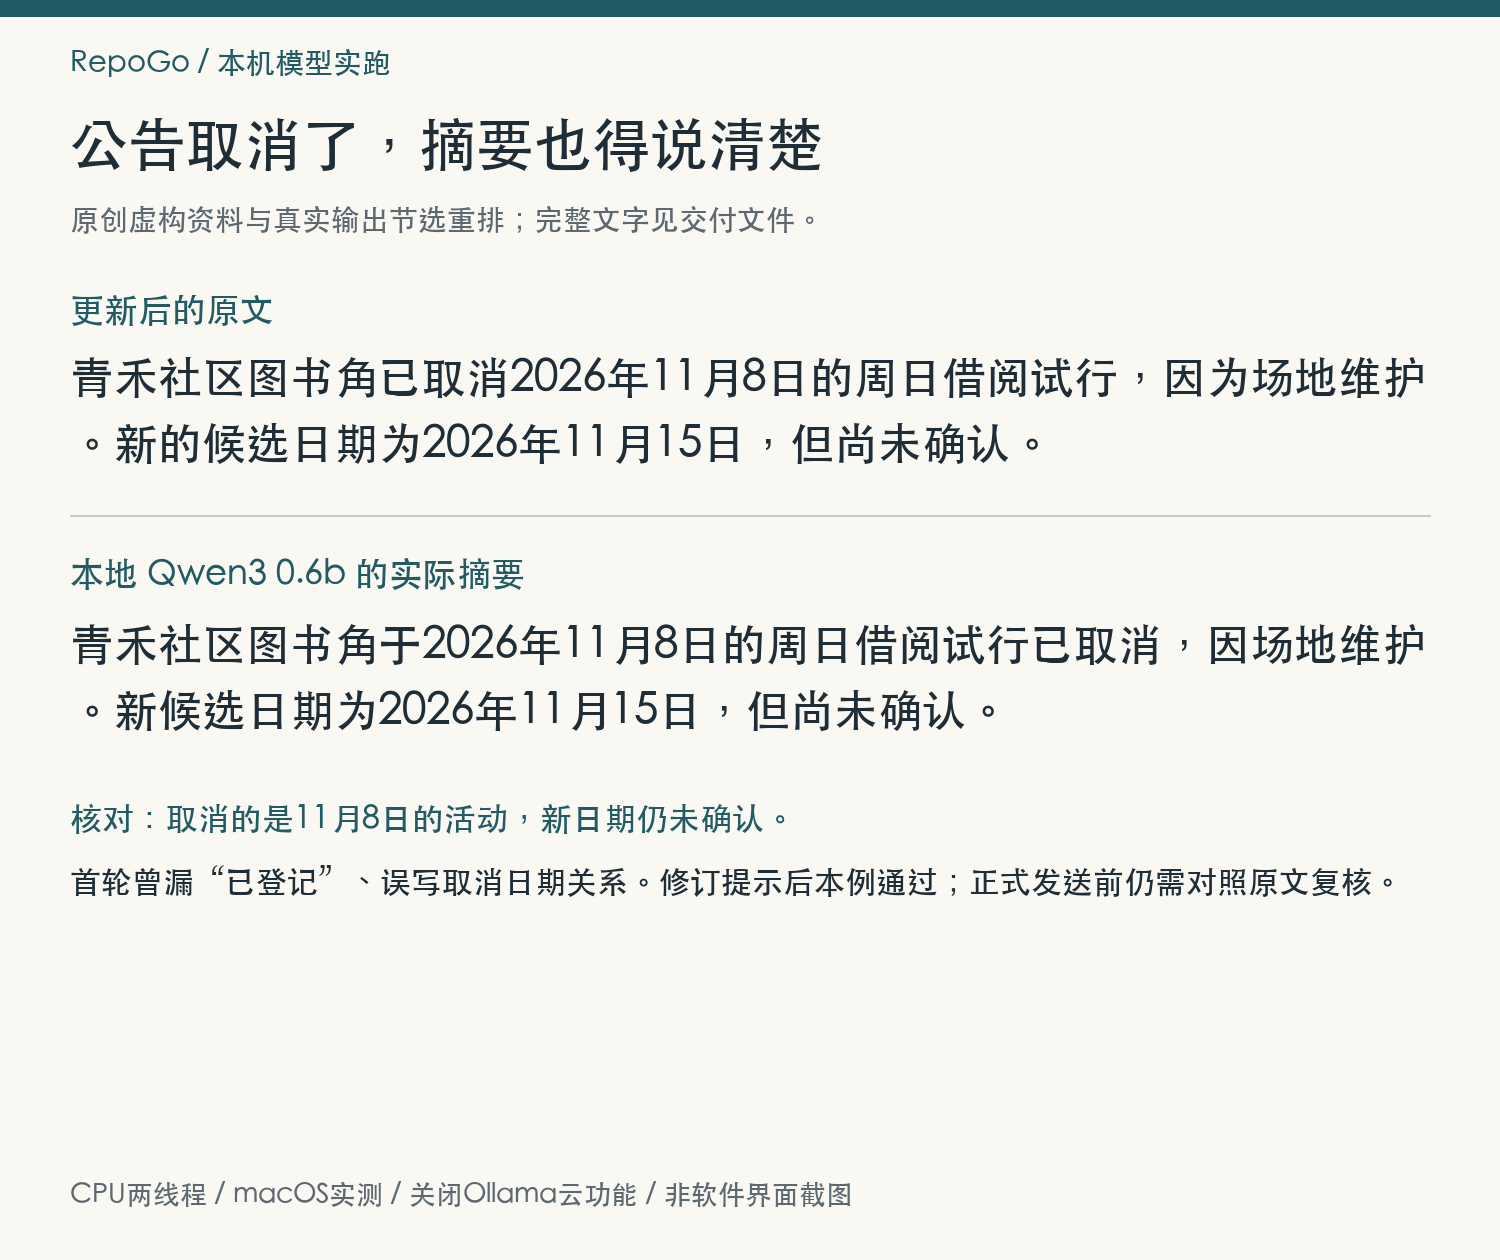 RepoGo / 本机模型实跑
公告取消了，摘要也得说清楚
原创虚构资料与真实输出节选重排；完整文字见交付文件。
更新后的原文
青禾社区图书角已取消2026年11月8日的周日借阅试行，因为场地维护
。新的候选日期为2026年11月15日，但尚未确认。
本地 Qwen3 0.6b 的实际摘要
青禾社区图书角于2026年11月8日的周日借阅试行已取消，因场地维护
。新候选日期为2026年11月15日，但尚未确认。
核对：取消的是11月8日的活动，新日期仍未确认。
首轮曾漏“已登记”、误写取消日期关系。修订提示后本例通过；正式发送前仍需对照原文复核。
CPU两线程 / macOS实测 / 关闭Ollama云功能 / 非软件界面截图